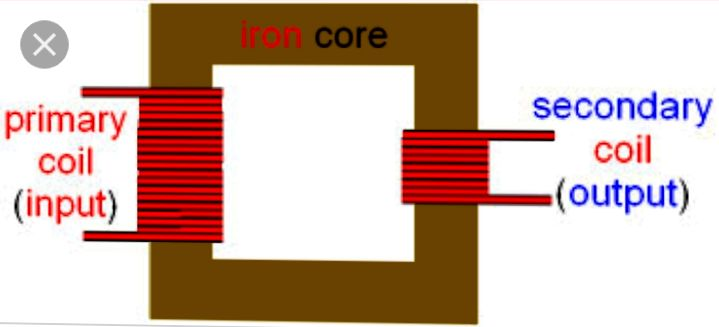 iron core
primary
coil
(input)
secondary
coil
(output)